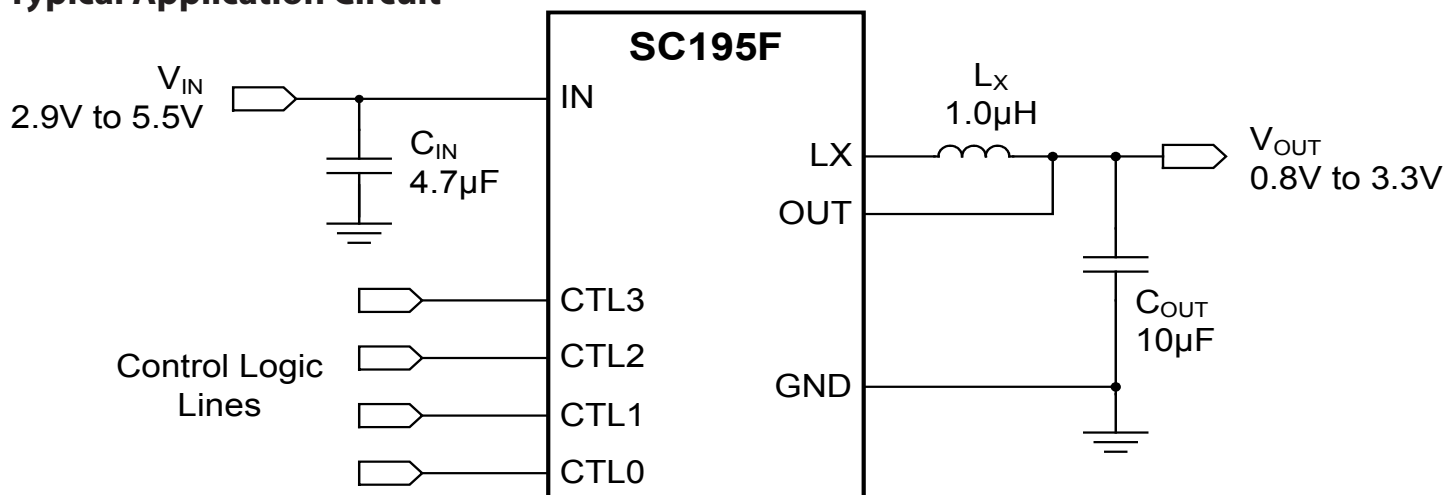 Typical Application Circuit
SC195F
VIN
2.9V to 5.5V
IN
CIN
4.7µF
LX
1.0µH
LX
VOUT
0.8V to 3.3V
OUT
CTL3
COUT
10µF
Control Logic
Lines
CTL2
GND
CTL1
CTL0